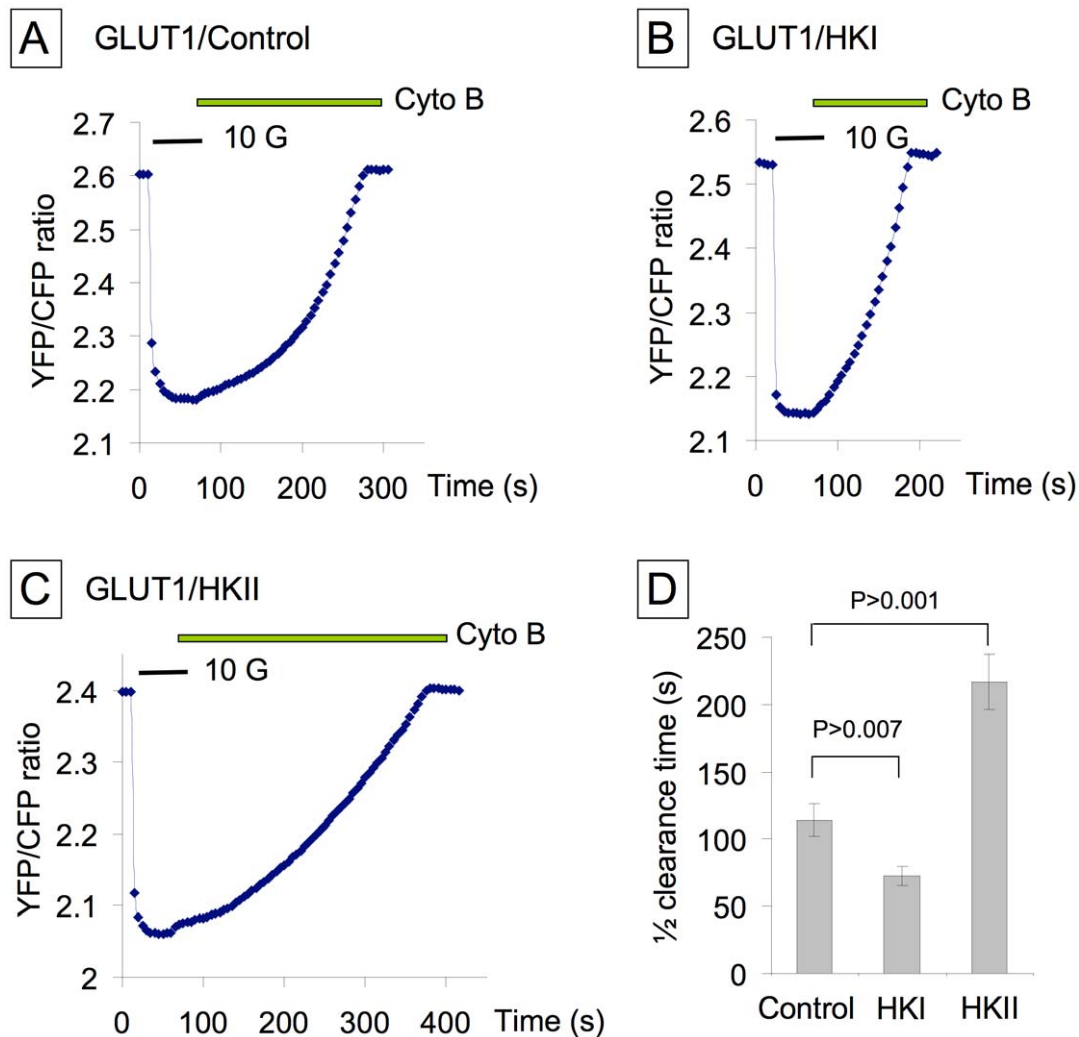 A GLUT1/Control
Cyto B
10 G
2.7
2.6
2.5
2.4
2.3
2.2
2.1
YFP/CFP ratio
0 100 200 300 Time (s)
B GLUT1/HKI
Cyto B
10 G
2.6
2.5
2.4
2.3
2.2
2.1
YFP/CFP ratio
0 100 200 Time (s)
C GLUT1/HKII
Cyto B
10 G
2.4
2.3
2.2
2.1
2
YFP/CFP ratio
0 100 200 300 400 Time (s)
D
P>0.001
P>0.007
250
200
150
100
50
0
½ clearance time (s)
Control HKI HKII